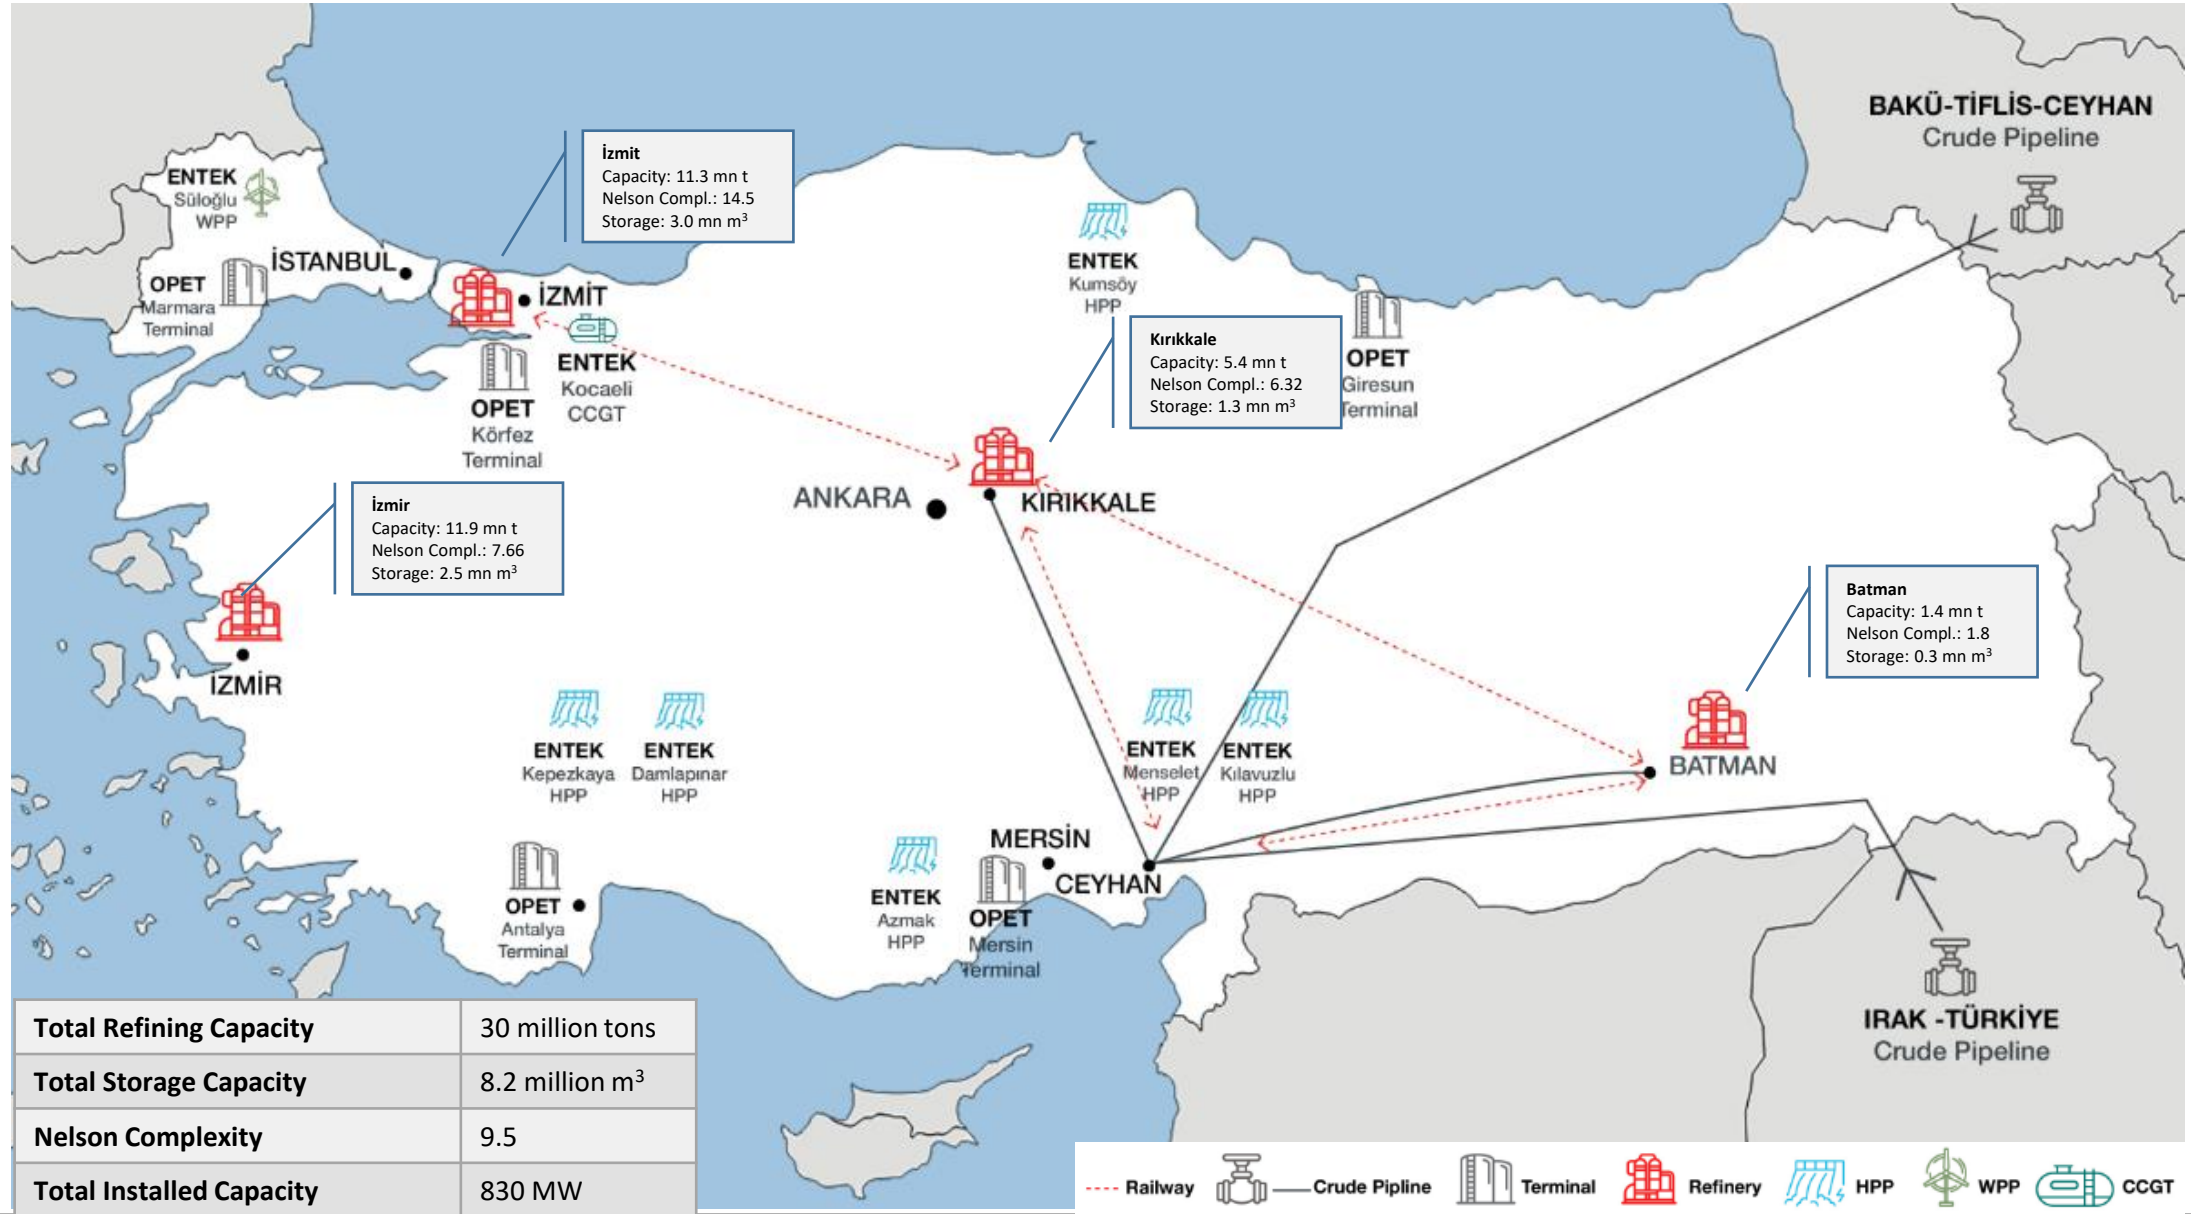 BAKÜ-TİFLİS-CEYHAN
Crude Pipeline
İzmit
Capacity: 11.3 mn t
Nelson Compl.: 14.5
Storage: 3.0 mn m³
ENTEK
Süloğlu
WPP
İSTANBUL
OPET
Marmara
Terminal
İZMİT
ENTEK
Kocaeli
CCGT
OPET
Körfez
Terminal
ENTEK
Kumsöy
HPP
Kırıkkale
Capacity: 5.4 mn t
Nelson Compl.: 6.32
Storage: 1.3 mn m³
OPET
Giresun
Terminal
ANKARA
KIRIKKALE
İzmir
Capacity: 11.9 mn t
Nelson Compl.: 7.66
Storage: 2.5 mn m³
İZMİR
Batman
Capacity: 1.4 mn t
Nelson Compl.: 1.8
Storage: 0.3 mn m³
BATMAN
ENTEK
Kepezkaya
HPP
ENTEK
Damlapınar
HPP
ENTEK
Menselet
HPP
ENTEK
Kılavuzlu
HPP
MERSİN
CEYHAN
OPET
Antalya
Terminal
ENTEK
Azmak
HPP
OPET
Mersin
Terminal
IRAK -TÜRKİYE
Crude Pipeline
Total Refining Capacity 30 million tons
Total Storage Capacity 8.2 million m³
Nelson Complexity 9.5
Total Installed Capacity 830 MW
Railway Crude Pipline Terminal Refinery HPP WPP CCGT